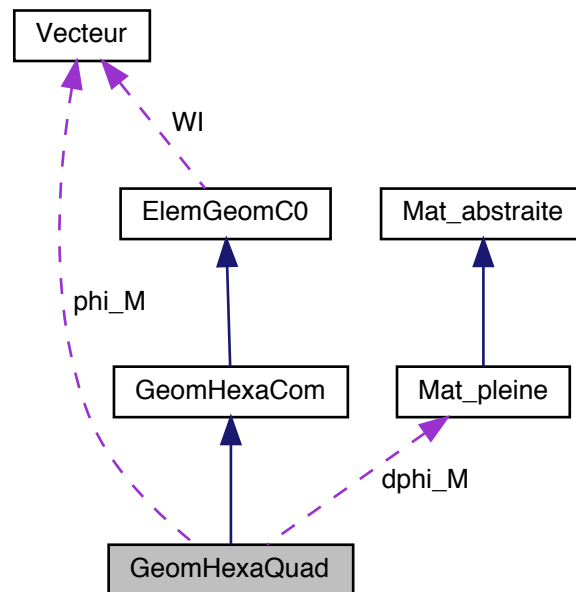 Vecteur
WI
ElemGeomC0
Mat_abstraite
phi_M
GeomHexaCom
Mat_pleine
dphi_M
GeomHexaQuad